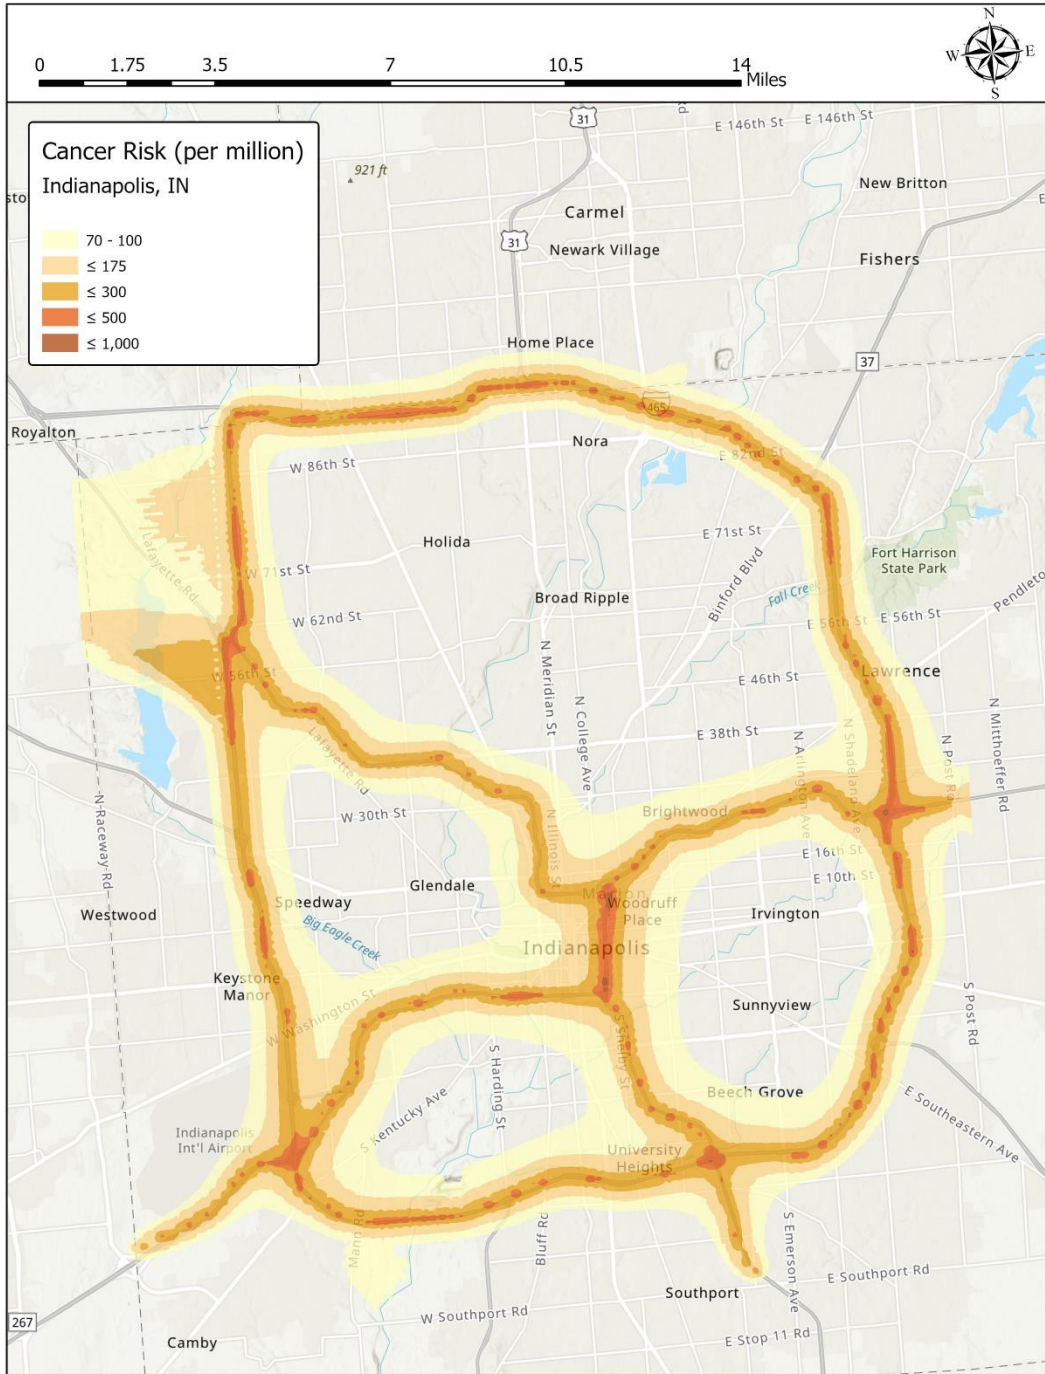 N
W E
S
0 1.75 3.5 7 10.5 14
Miles
Cancer Risk (per million)
Indianapolis, IN
70 - 100
≤ 175
≤ 300
≤ 500
≤ 1,000
31
E 146th St
E 146th St
921 ft
New Britton
Carmel
31
Newark Village
Fishers
Home Place
37
465
Royalton
Nora
W 86th St
E 82nd St
E 71st St
Lafayette Rd
Holida
W 71st St
Fort Harrison
State Park
Binford Blvd
Fall Creek
Pendleton
Broad Ripple
W 62nd St
E 56th St
E 56th St
W 56th St
N Meridian St
E 46th St
Lawrence
N College Ave
E 38th St
N Arlington Ave
N Shadeland Ave
N Post Rd
N Mitthoeffer Rd
Lafayette Rd
N Raceway Rd
W 30th St
N Illinois St
Brightwood
E 16th St
E 10th St
Glendale
Marion
Woodruff
Place
Speedway
Westwood
Irvington
Big Eagle Creek
Indianapolis
Keystone
Manor
W Washington St
Sunnyview
S Post Rd
S Shelby St
S Harding St
S Kentucky Ave
Beech Grove
E Southeastern Ave
Indianapolis
Int'l Airport
University
Heights
Mann Rd
Bluff Rd
S Emerson Ave
Southport
E Southport Rd
W Southport Rd
267
Camby
E Stop 11 Rd